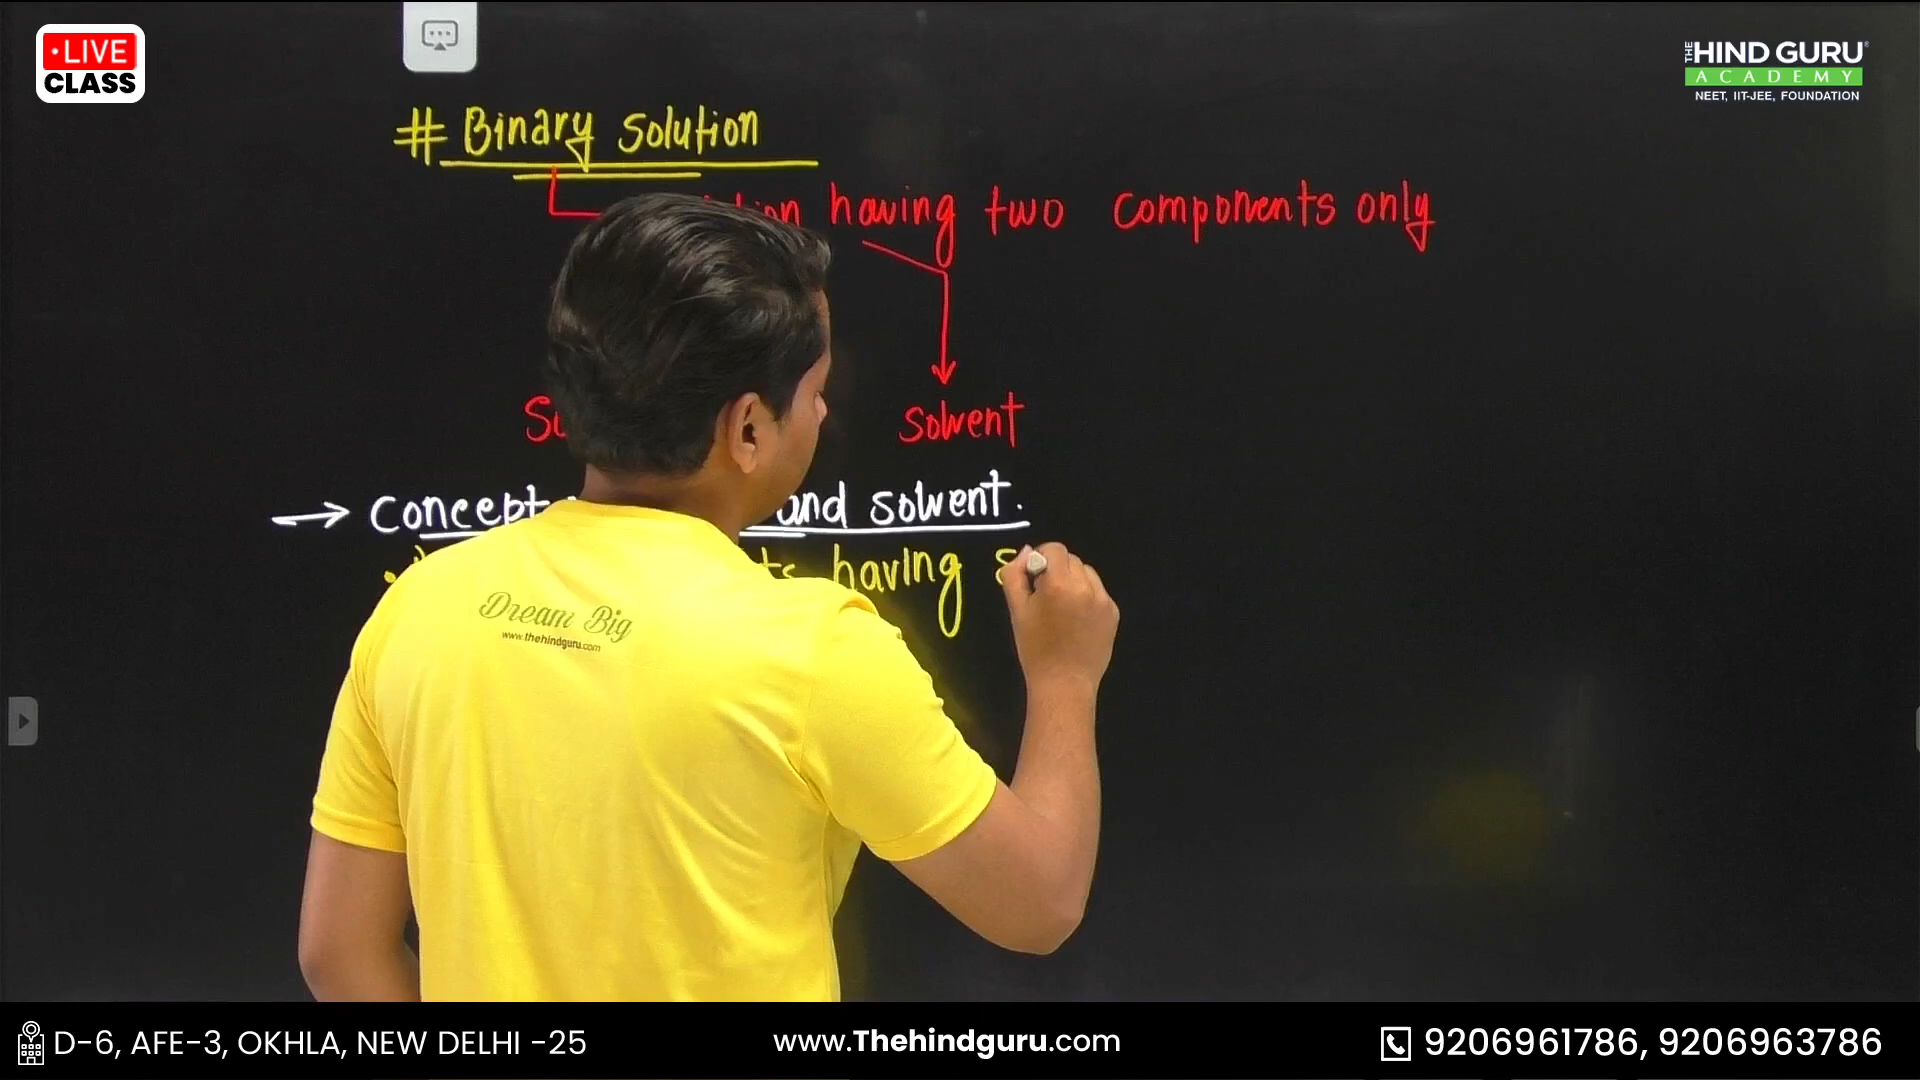 • LIVE
CLASS
THE HIND GURU
ACADEMY
NEET, IIT-JEE, FOUNDATION
# Binary solution
having two components only
solvent
→ Concept and solvent.
• having
Dream Big
www.thehindguru.com
D-6, AFE-3, OKHLA, NEW DELHI -25
www.Thehindguru.com
9206961786, 9206963786